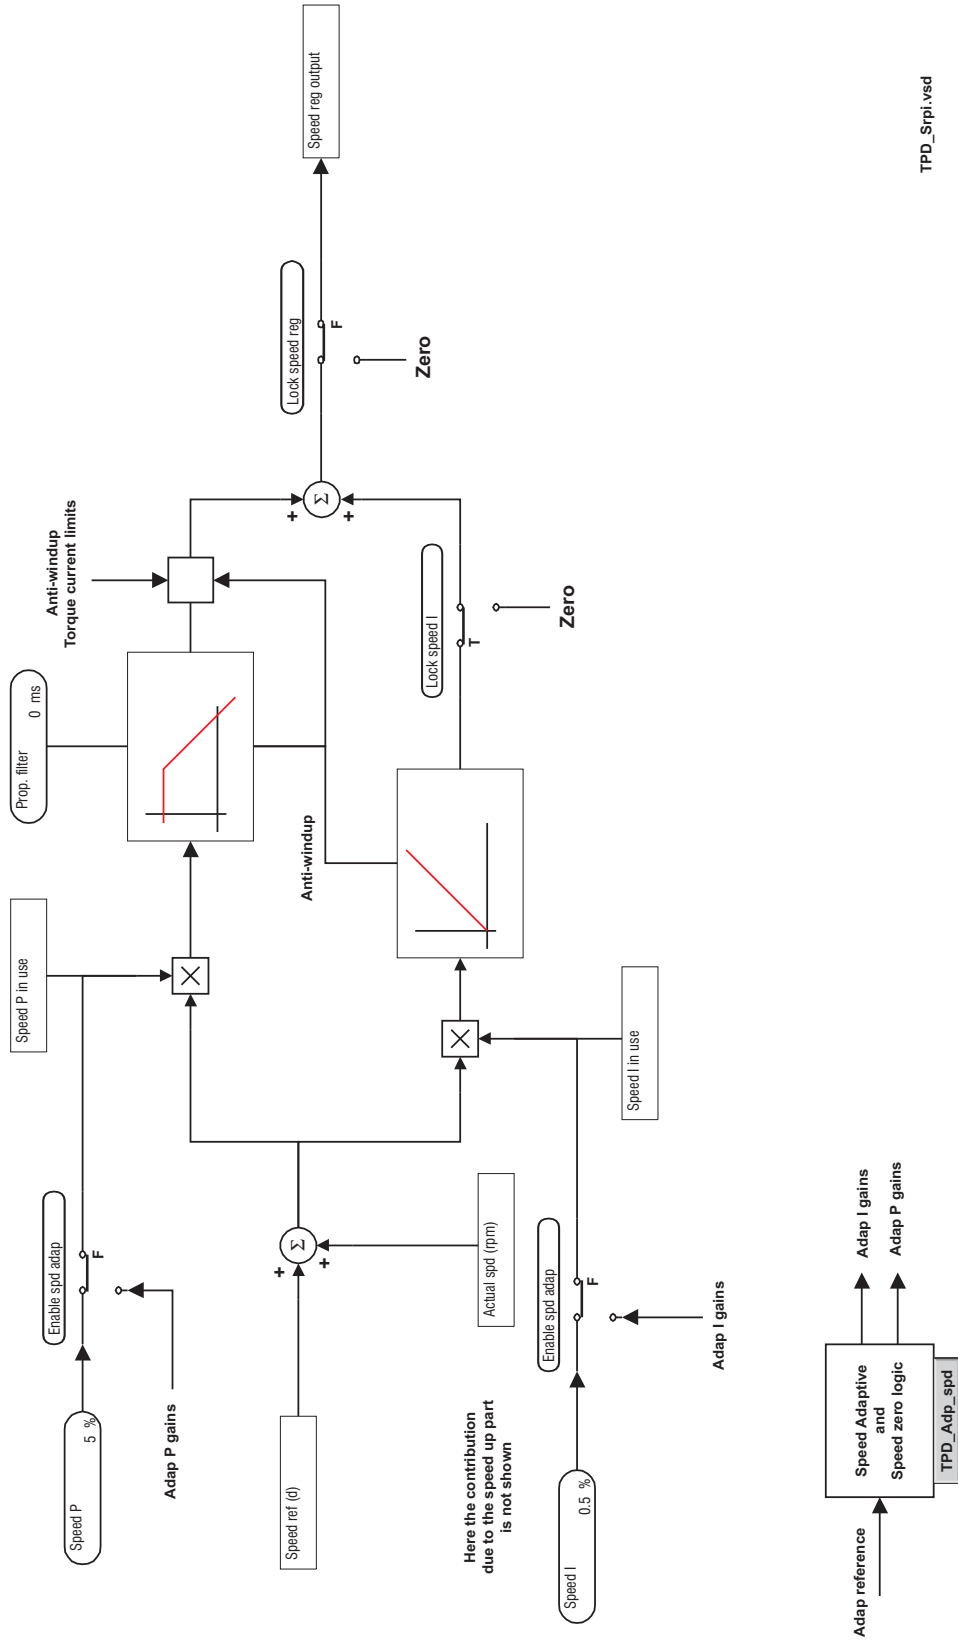 Speed P
5 %
Enable spd adap
F
Adap P gains
Speed P in use
Prop. filter
0 ms
Anti-windup
Torque current limits
Speed ref (d)
+
Σ
+
Actual spd (rpm)
Anti-windup
+
Σ
+
Lock speed reg
F
Zero
Speed reg output
Here the contribution
due to the speed up part
is not shown
Speed I
0.5 %
Enable spd adap
F
Adap I gains
Speed I in use
Lock speed I
T
Zero
Adap reference
Speed Adaptive
and
Speed zero logic
TPD_Adp_spd
Adap I gains
Adap P gains
TPD_Srpi.vsd